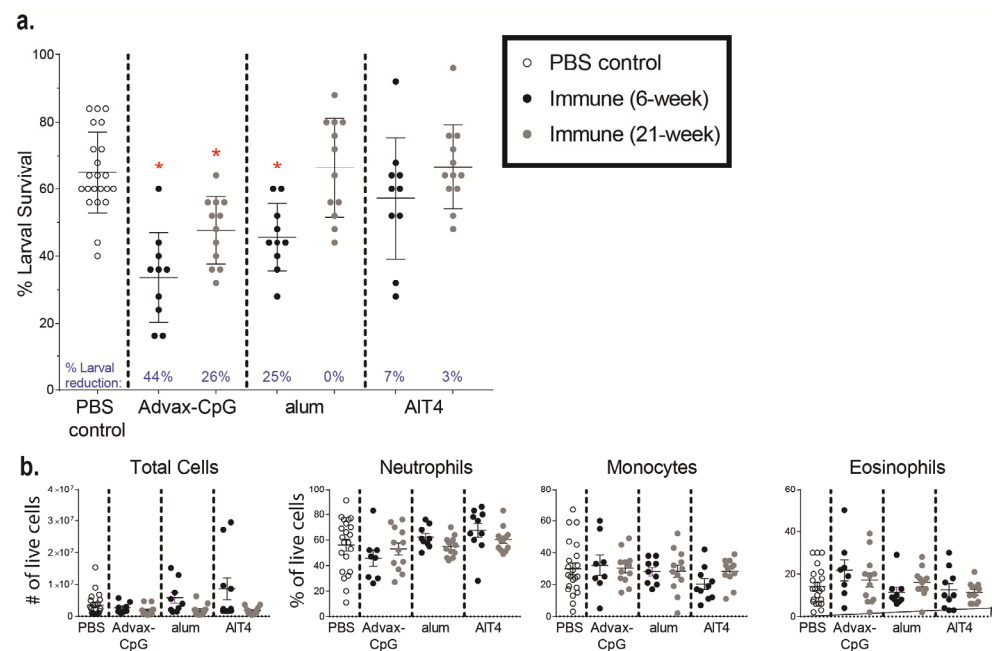 a.
100
80
60
40
20
0
% Larval Survival
* * *
% Larval
reduction:
44% 26% 25% 0% 7% 3%
PBS
control
Advax-CpG alum AlT4
PBS control
Immune (6-week)
Immune (21-week)
b.
Total Cells Neutrophils Monocytes Eosinophils
# of live cells
4×10⁷
3×10⁷
2×10⁷
1×10⁷
0
PBS Advax-
CpG
alum AlT4
% of live cells
100
80
60
40
20
0
PBS Advax-
CpG
alum AlT4
80
60
40
20
0
PBS Advax-
CpG
alum AlT4
60
40
20
0
PBS Advax-
CpG
alum AlT4